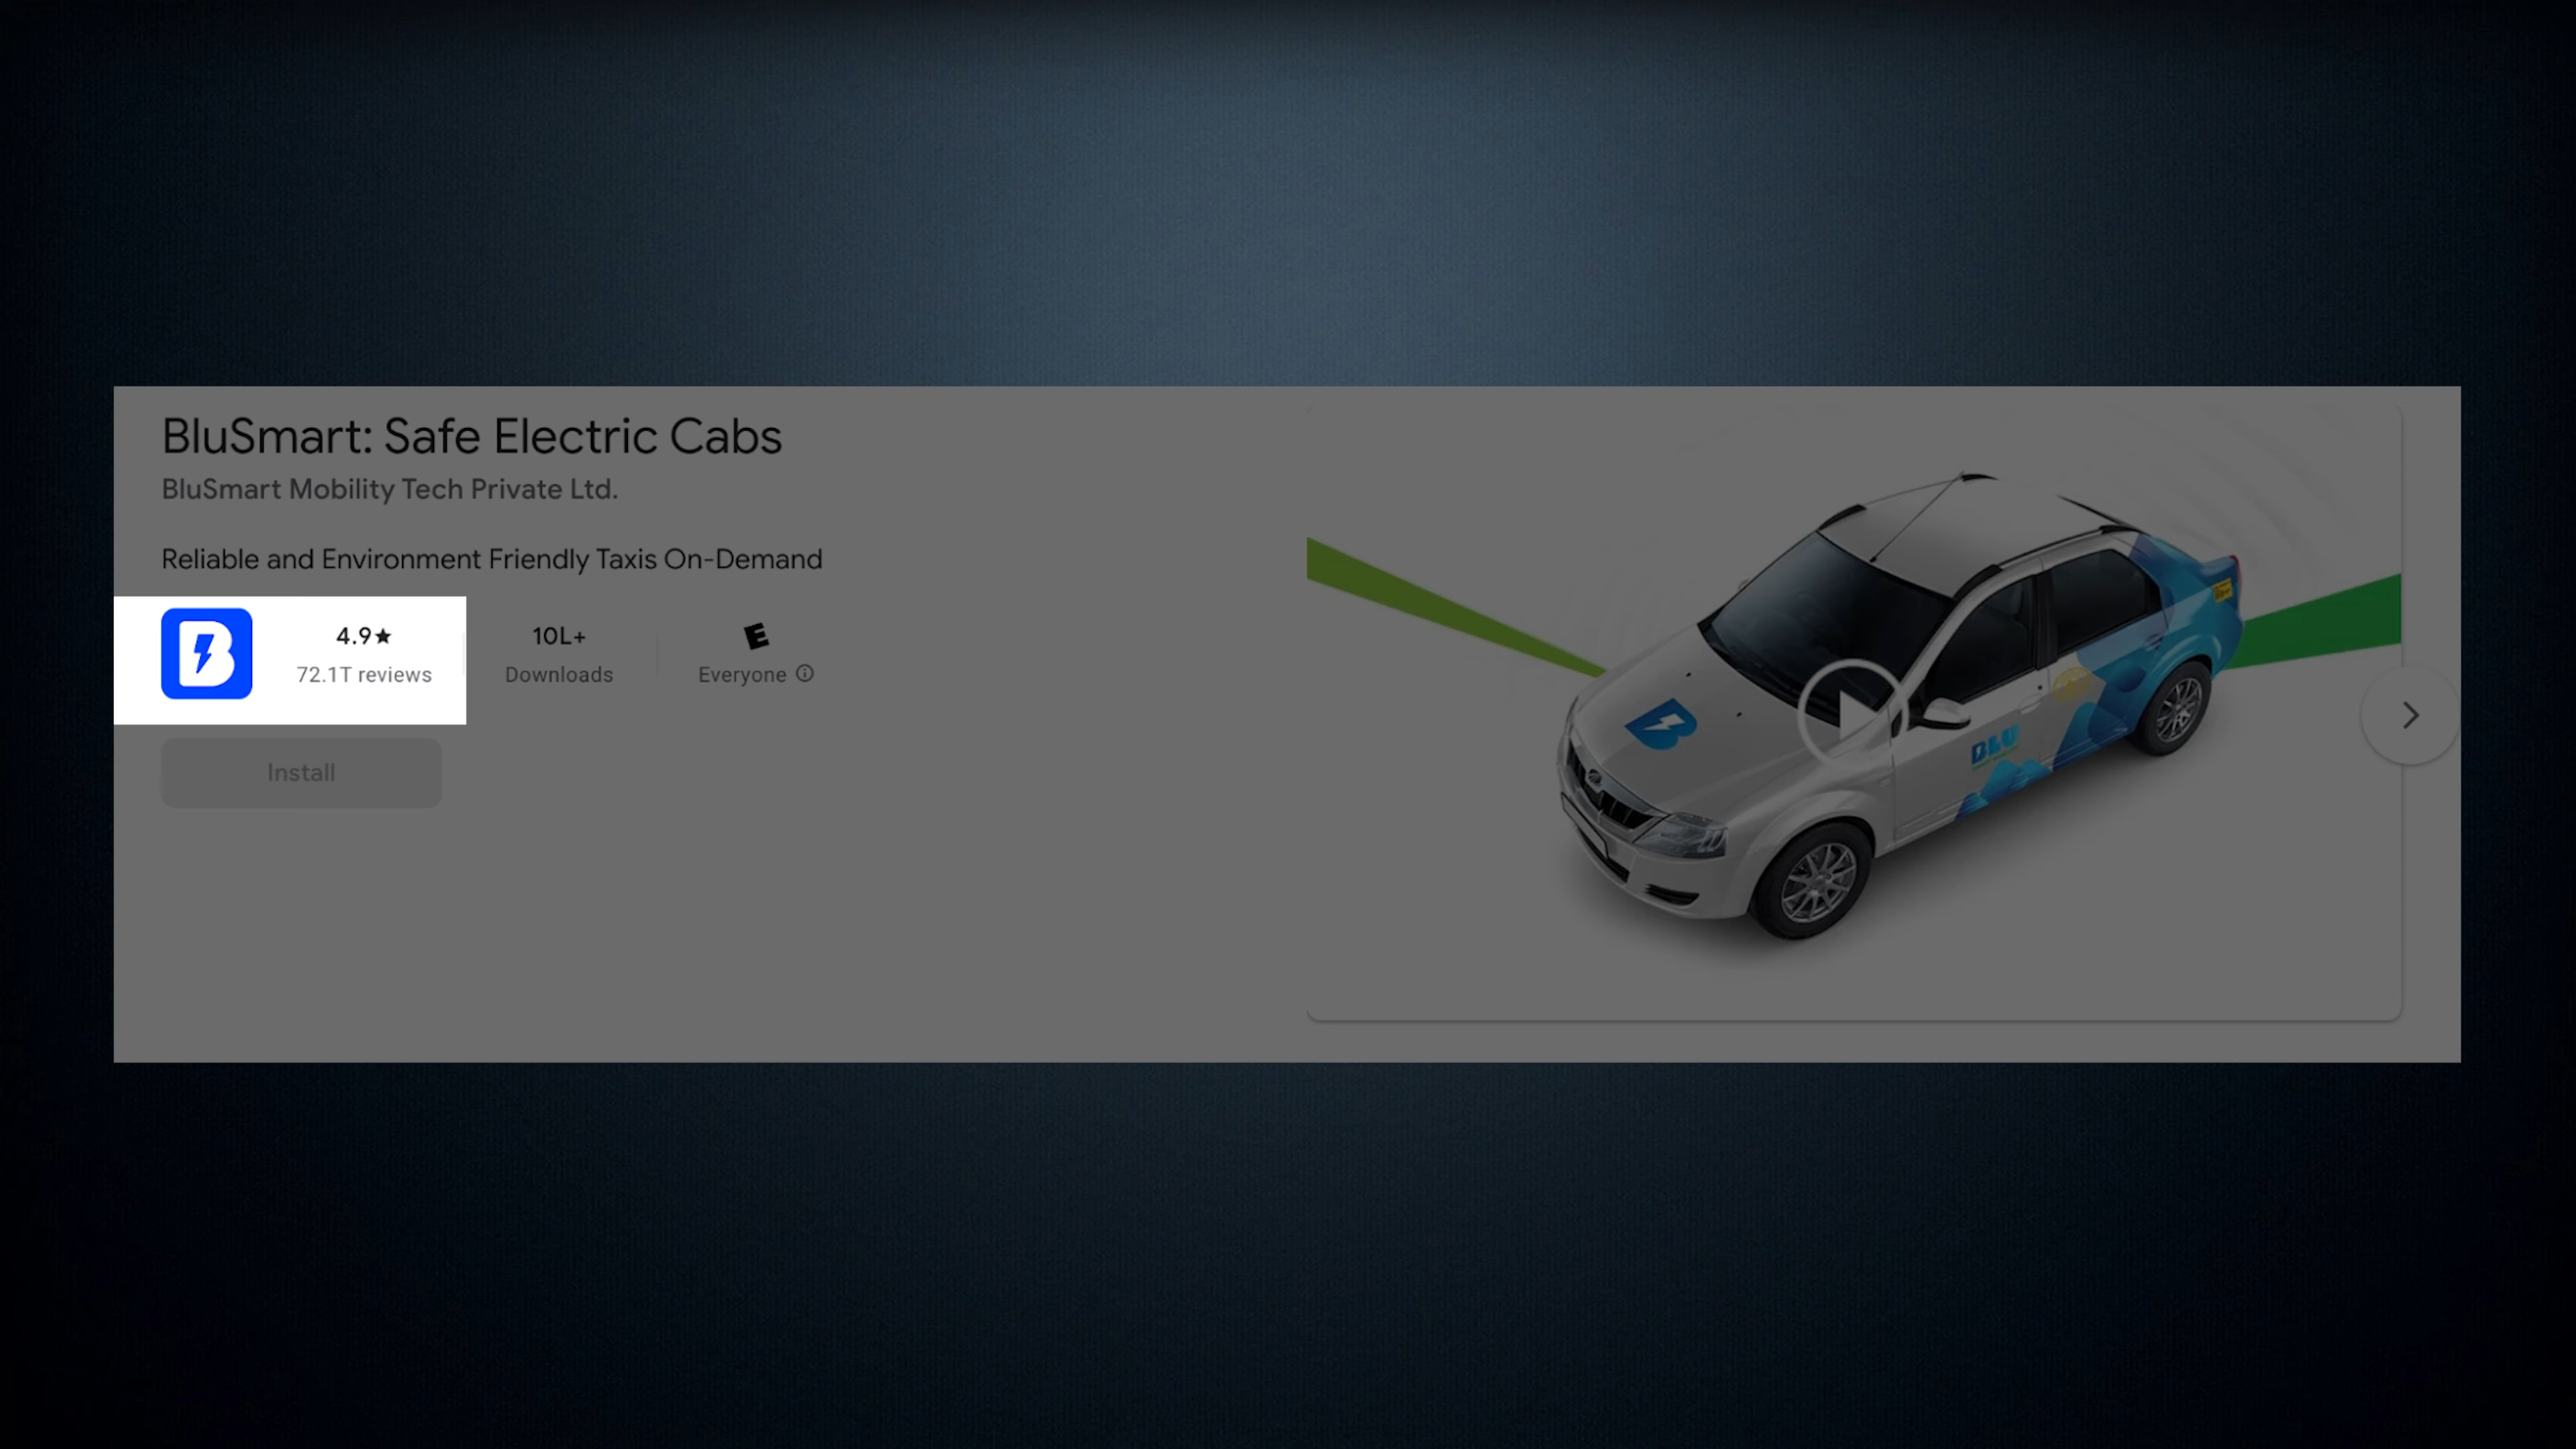 BluSmart: Safe Electric Cabs
BluSmart Mobility Tech Private Ltd.
Reliable and Environment Friendly Taxis On-Demand
4.9★
72.1T reviews
10L+
Downloads
E
Everyone
Install
BLU